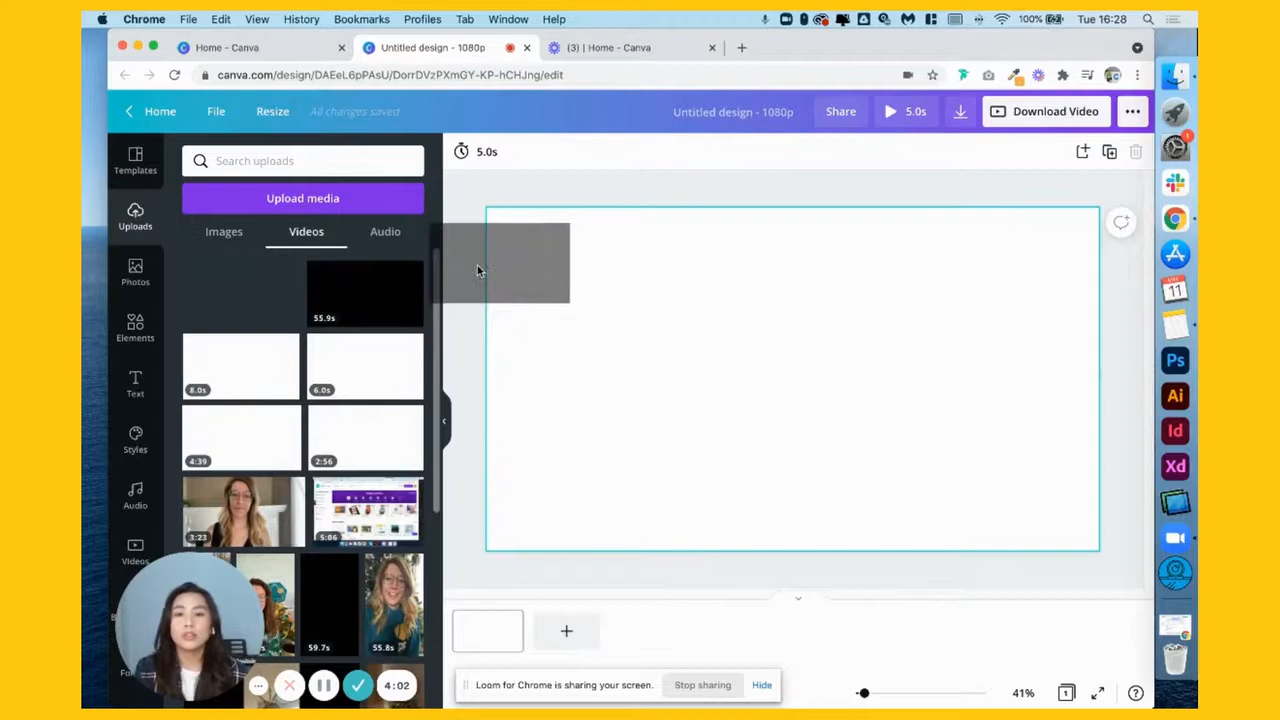 Chrome File Edit View History Bookmarks Profiles Tab Window Help 100% Tue 16:28
Home - Canva
Untitled design - 1080p
(3) | Home - Canva
canva.com/design/DAEeL6pPAsU/DorrDVzPXmGY-KP-hCHJng/edit
Home File Resize All changes saved Untitled design - 1080p Share 5.0s Download Video
Templates
Search uploads
5.0s
Upload media
Uploads
Images Videos Audio
Photos
55.9s
Elements
8.0s 6.0s
Text
Styles
4:39 2:56
Audio
3:23 5:06
Videos
59.7s 55.8s
4:02
Loom for Chrome is sharing your screen. Stop sharing Hide
41%
1
MAY
11
1
Ps
Ai
Id
Xd